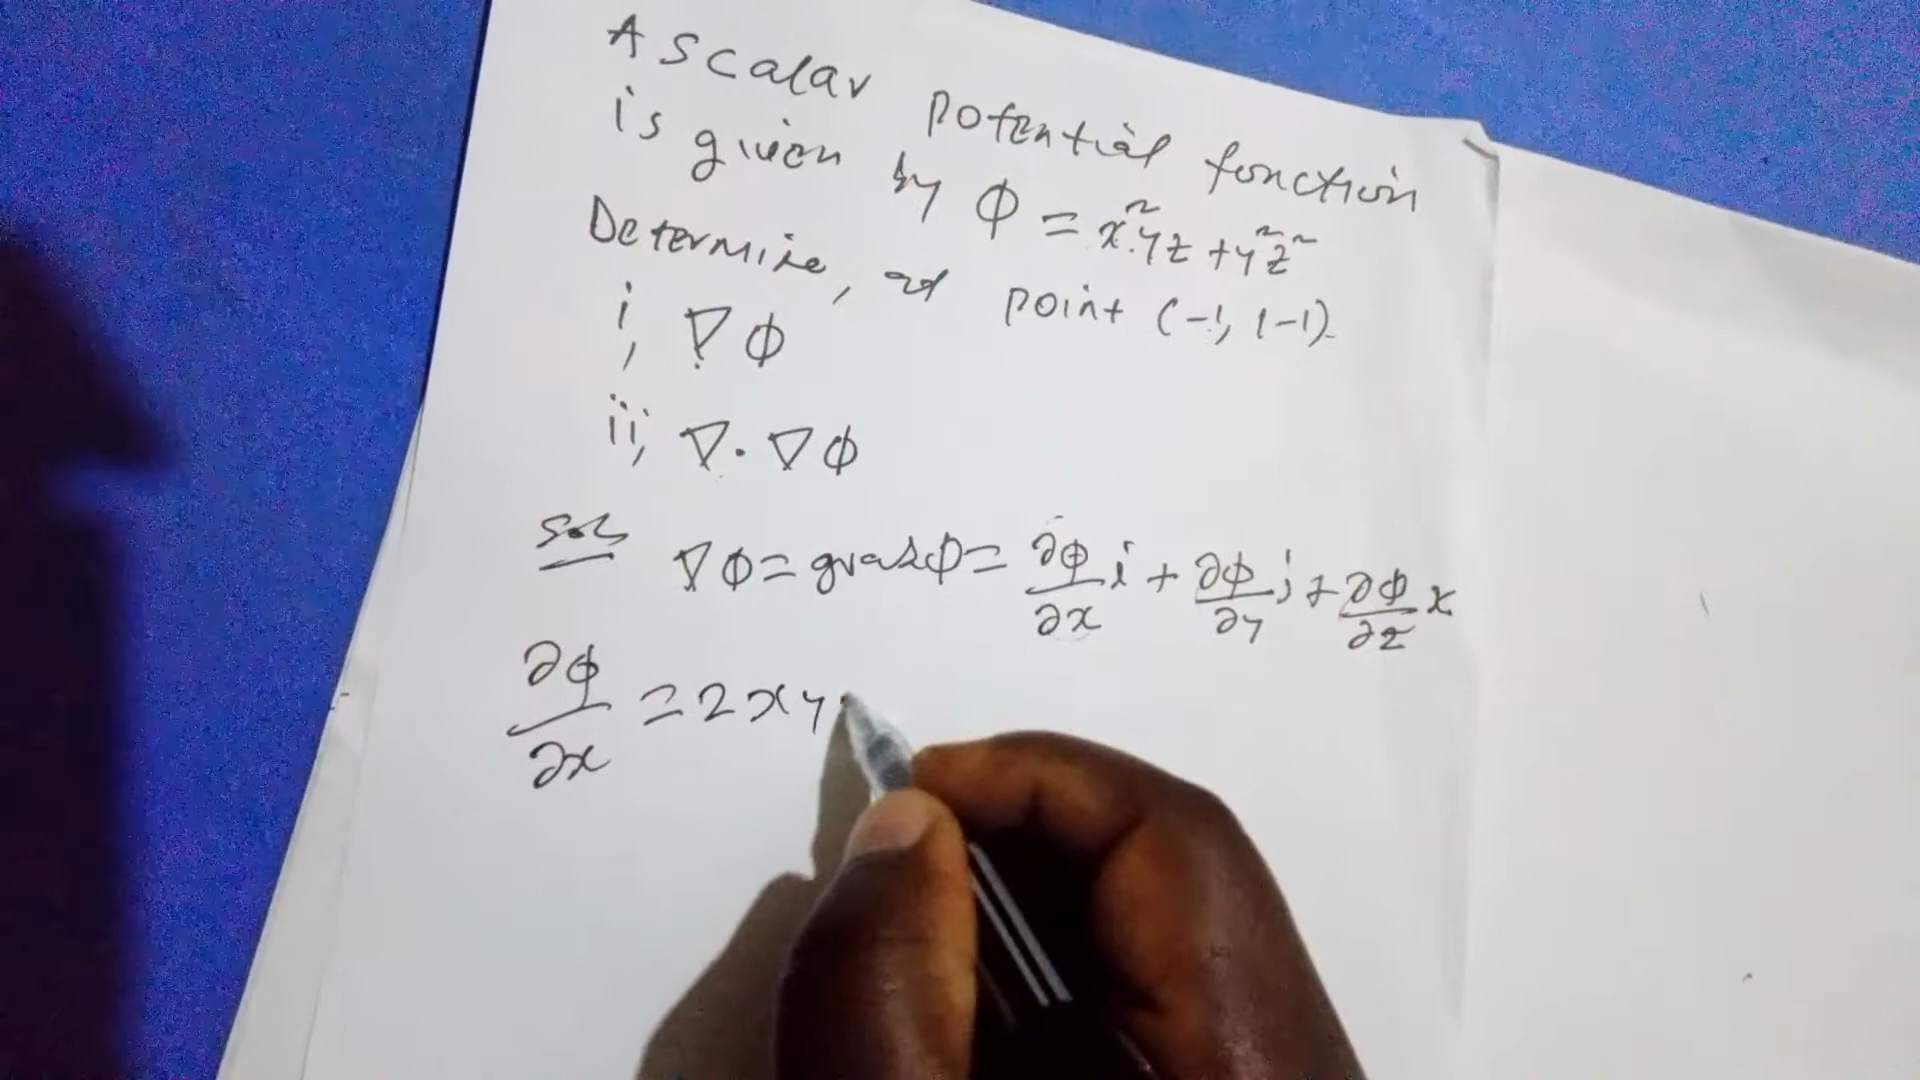 A scalar potential function
is given by ϕ = x²yz + y²z²
Determine, at point (-1, 1-1).
i, ∇ϕ
ii, ∇·∇ϕ
Sol
∇ϕ = gradϕ = ∂ϕ/∂x i + ∂ϕ/∂y j + ∂ϕ/∂z k
∂ϕ/∂x = 2xy